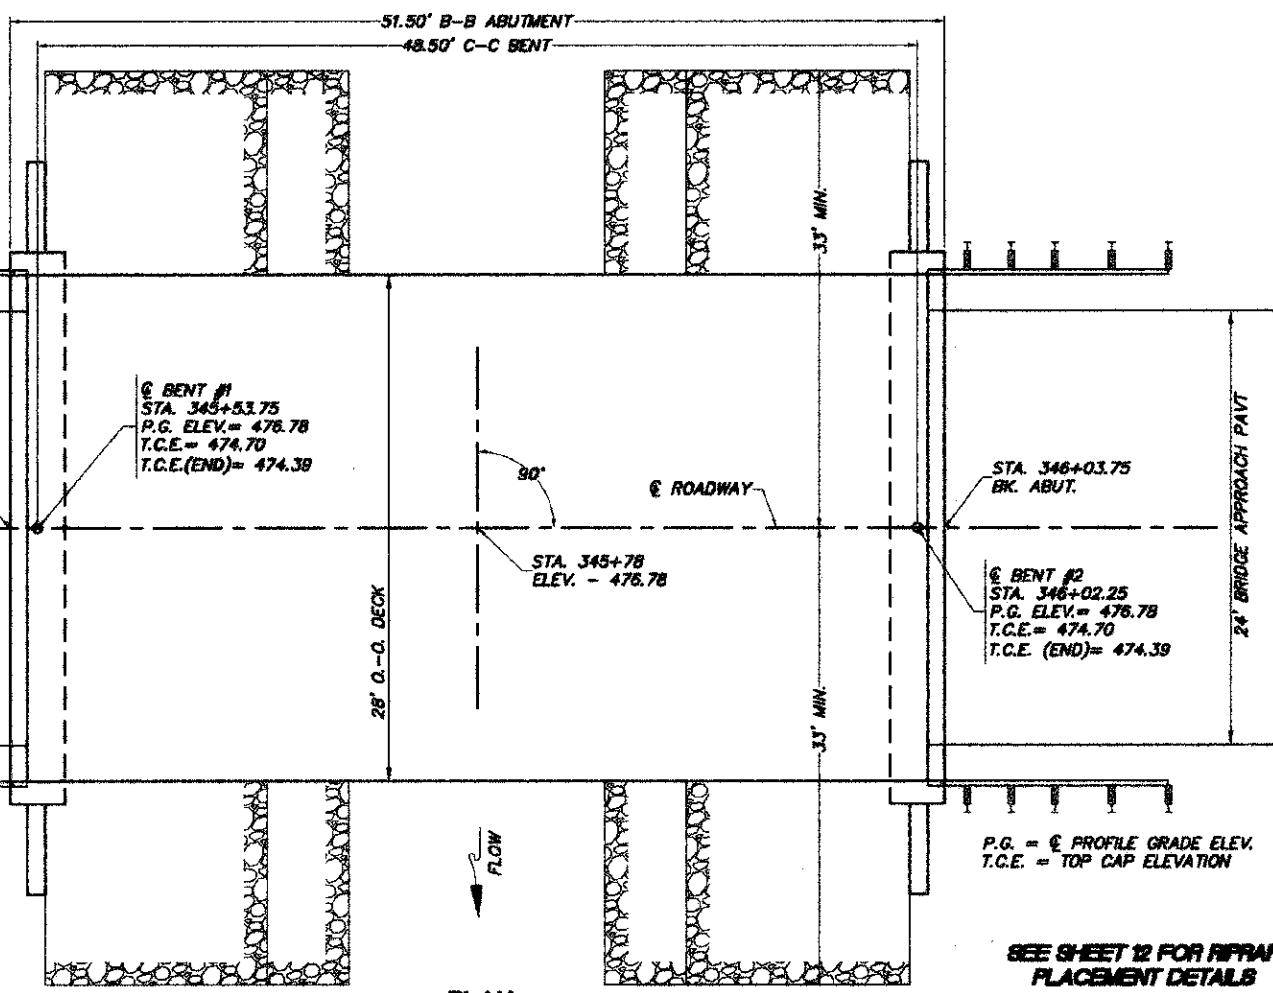 51.50' B-B ABUTMENT
48.50' C-C BENT
33' MIN.
℄ BENT #1
STA. 345+53.75
P.G. ELEV.= 476.78
T.C.E.= 474.70
T.C.E.(END)= 474.39
90°
℄ ROADWAY
STA. 346+03.75
BK. ABUT.
STA. 345+78
ELEV. - 476.78
℄ BENT #2
STA. 346+02.25
P.G. ELEV.= 476.78
T.C.E.= 474.70
T.C.E. (END)= 474.39
24' BRIDGE APPROACH PAVT
28' O.-O. DECK
33' MIN.
FLOW
P.G. = ℄ PROFILE GRADE ELEV.
T.C.E. = TOP CAP ELEVATION
SEE SHEET 12 FOR RIPRAP
PLACEMENT DETAILS